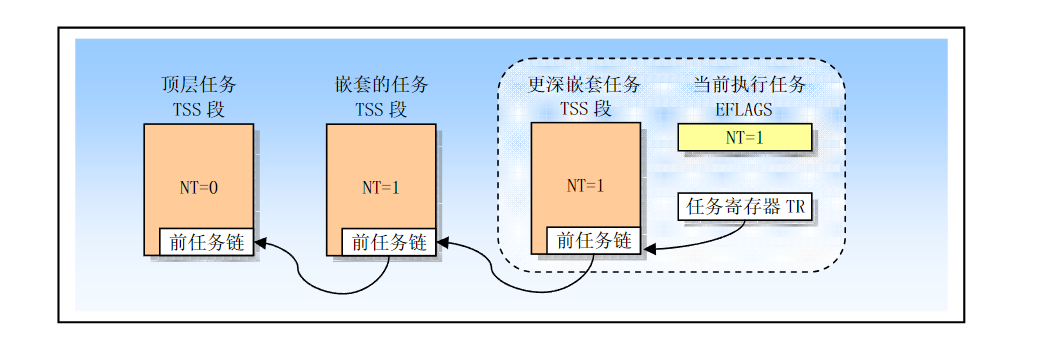 顶层任务
TSS 段
NT=0
前任务链
嵌套的任务
TSS 段
NT=1
前任务链
更深嵌套任务
TSS 段
NT=1
前任务链
当前执行任务
EFLAGS
NT=1
任务寄存器 TR